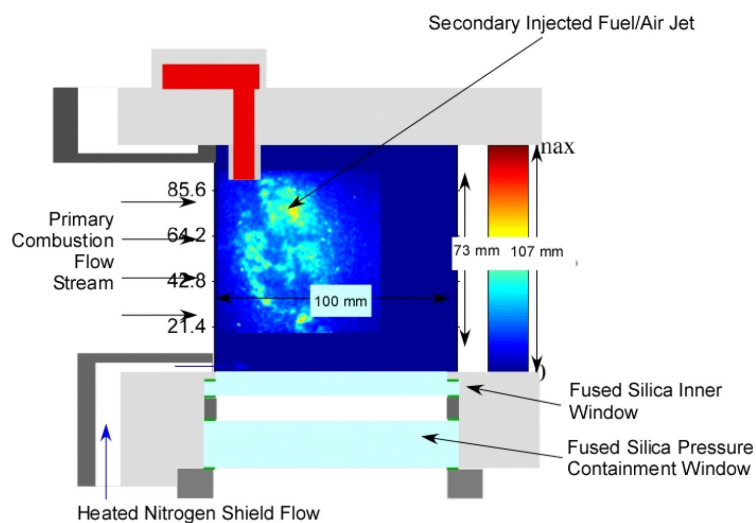 Secondary Injected Fuel/Air Jet
max
85.6
Primary
Combustion
Flow
Stream
64.2
73 mm
107 mm
42.8
100 mm
21.4
0
Fused Silica Inner
Window
Fused Silica Pressure
Containment Window
Heated Nitrogen Shield Flow